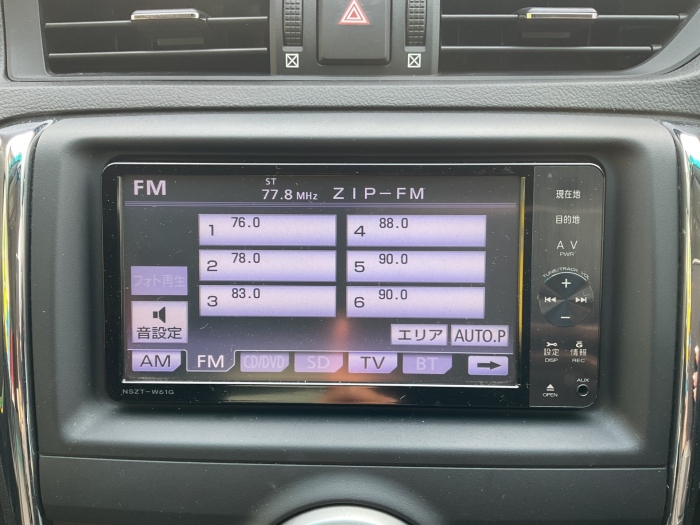 FM
ST
77.8 MHz ZIP-FM
1 76.0
4 88.0
2 78.0
5 90.0
3 83.0
6 90.0
フォト再生
音設定
エリア
AUTO.P
AM FM CD/DVD SD TV BT
NSZT-W61G
現在地
目的地
AV
PWR
TUNE/TRACK VOL
+
−
設定 情報
DISP REC
AUX
OPEN